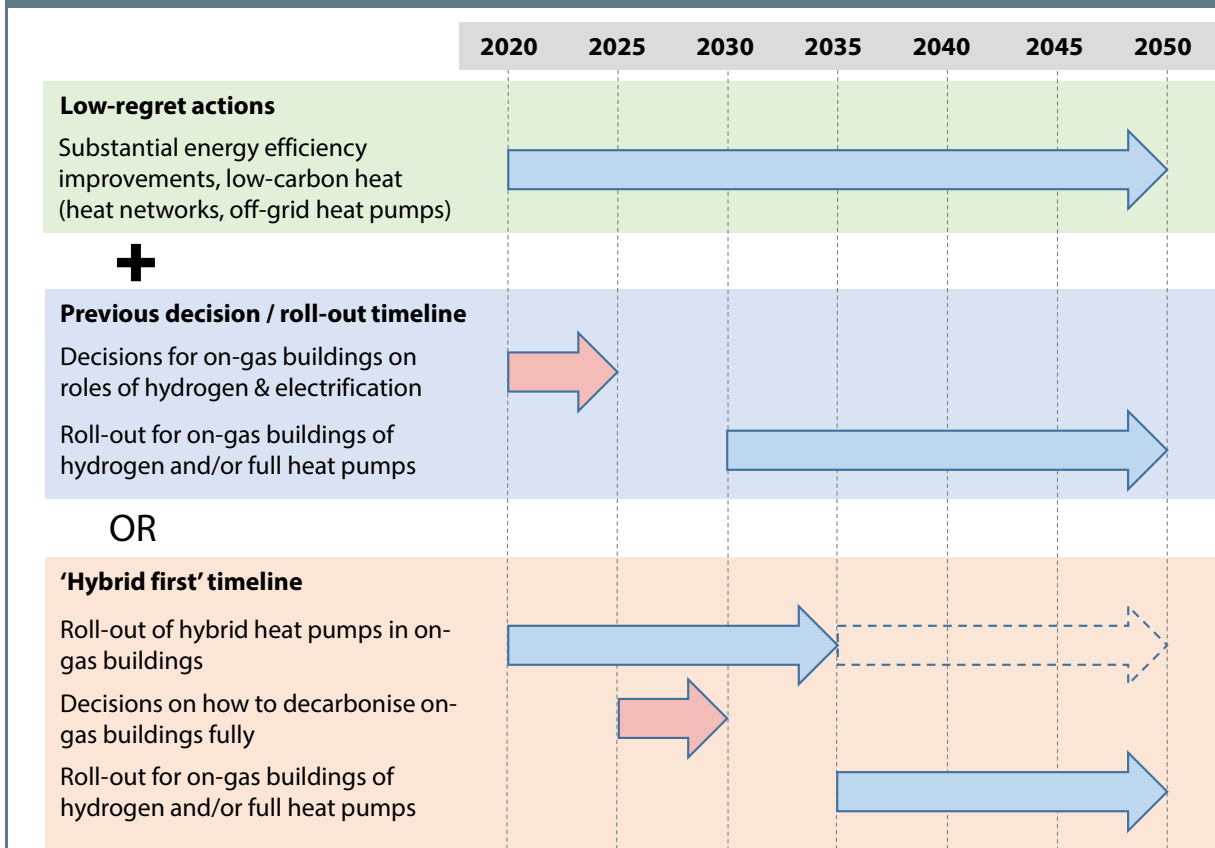 2020 2025 2030 2035 2040 2045 2050
Low-regret actions
Substantial energy efficiency
improvements, low-carbon heat
(heat networks, off-grid heat pumps)
+
Previous decision / roll-out timeline
Decisions for on-gas buildings on
roles of hydrogen & electrification
Roll-out for on-gas buildings of
hydrogen and/or full heat pumps
OR
‘Hybrid first’ timeline
Roll-out of hybrid heat pumps in on-
gas buildings
Decisions on how to decarbonise on-
gas buildings fully
Roll-out for on-gas buildings of
hydrogen and/or full heat pumps